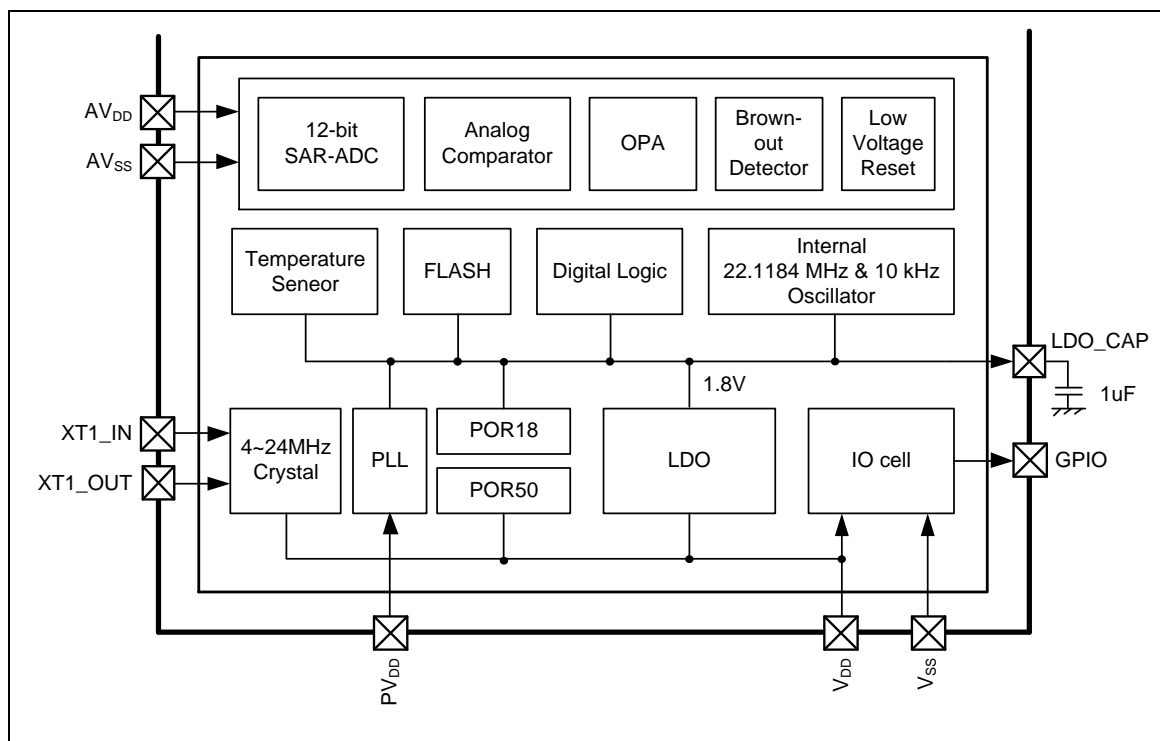 AVDD
AVSS
12-bit
SAR-ADC
Analog
Comparator
OPA
Brown-
out
Detector
Low
Voltage
Reset
Temperature
Seneor
FLASH
Digital Logic
Internal
22.1184 MHz & 10 kHz
Oscillator
LDO_CAP
1uF
1.8V
XT1_IN
XT1_OUT
4~24MHz
Crystal
PLL
POR18
POR50
LDO
IO cell
GPIO
PVDD
VDD
VSS